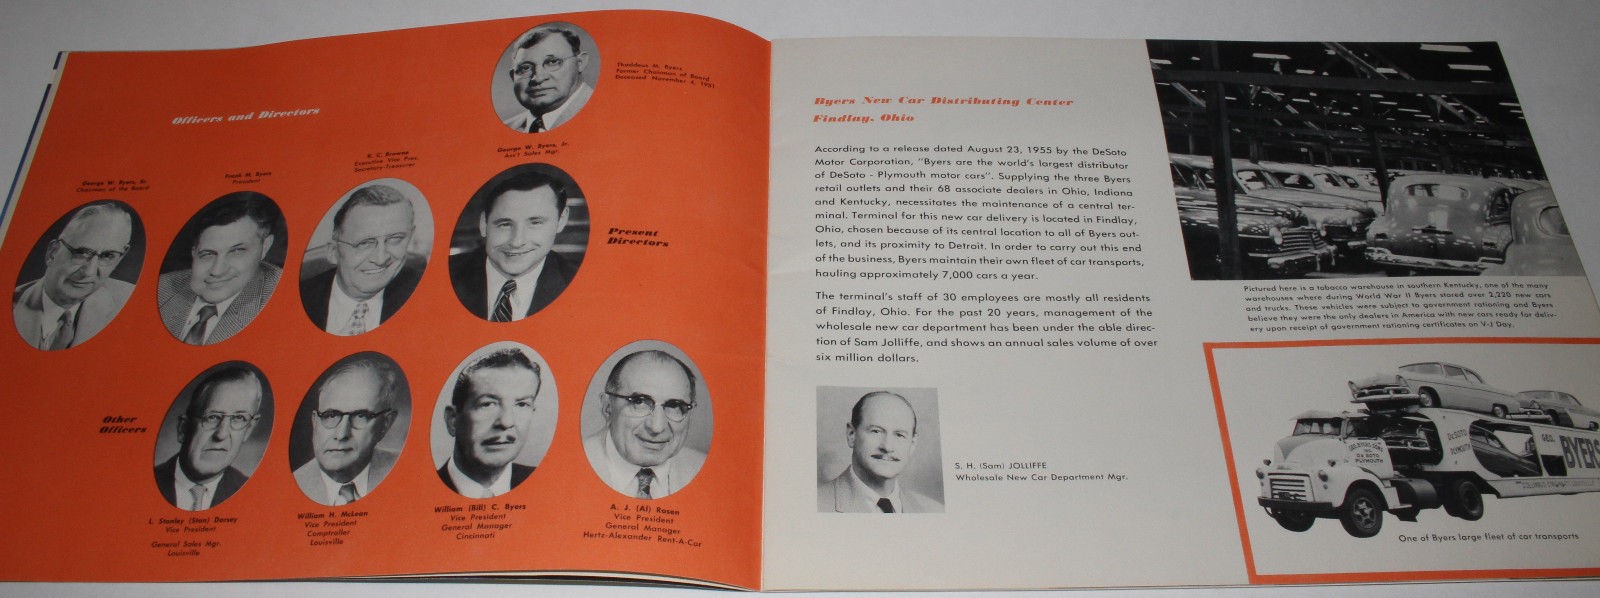 Thaddeus M. Byers
Former Chairman of Board
Deceased November 4, 1951
Officers and Directors
George W. Byers, Sr.
Chairman of the Board
Frank M. Byers
President
R. C. Browne
Executive Vice Pres.
Secretary-Treasurer
George W. Byers, Jr.
Ass't Sales Mgr.
Present
Directors
Other
Officers
L. Stanley (Stan) Dorsey
Vice President
General Sales Mgr.
Louisville
William H. McLean
Vice President
Comptroller
Louisville
William (Bill) C. Byers
Vice President
General Manager
Cincinnati
A. J. (Al) Rosen
Vice President
General Manager
Hertz-Alexander Rent-A-Car
Byers New Car Distributing Center
Findlay, Ohio
According to a release dated August 23, 1955 by the DeSoto
Motor Corporation, "Byers are the world's largest distributor
of DeSoto - Plymouth motor cars". Supplying the three Byers
retail outlets and their 68 associate dealers in Ohio, Indiana
and Kentucky, necessitates the maintenance of a central ter-
minal. Terminal for this new car delivery is located in Findlay,
Ohio, chosen because of its central location to all of Byers out-
lets, and its proximity to Detroit. In order to carry out this end
of the business, Byers maintain their own fleet of car transports,
hauling approximately 7,000 cars a year.
The terminal's staff of 30 employees are mostly all residents
of Findlay, Ohio. For the past 20 years, management of the
wholesale new car department has been under the able direc-
tion of Sam Jolliffe, and shows an annual sales volume of over
six million dollars.
S. H. (Sam) JOLLIFFE
Wholesale New Car Department Mgr.
Pictured here is a tobacco warehouse in southern Kentucky, one of the many
warehouses where during World War II Byers stored over 2,220 new cars
and trucks. These vehicles were subject to government rationing and Byers
believe they were the only dealers in America with new cars ready for deliv-
ery upon receipt of government rationing certificates on V-J Day.
GEO. BYERS SONS
INC.
DE SOTO
PLYMOUTH
DE SOTO
PLYMOUTH
GEO.
BYERS
One of Byers large fleet of car transports